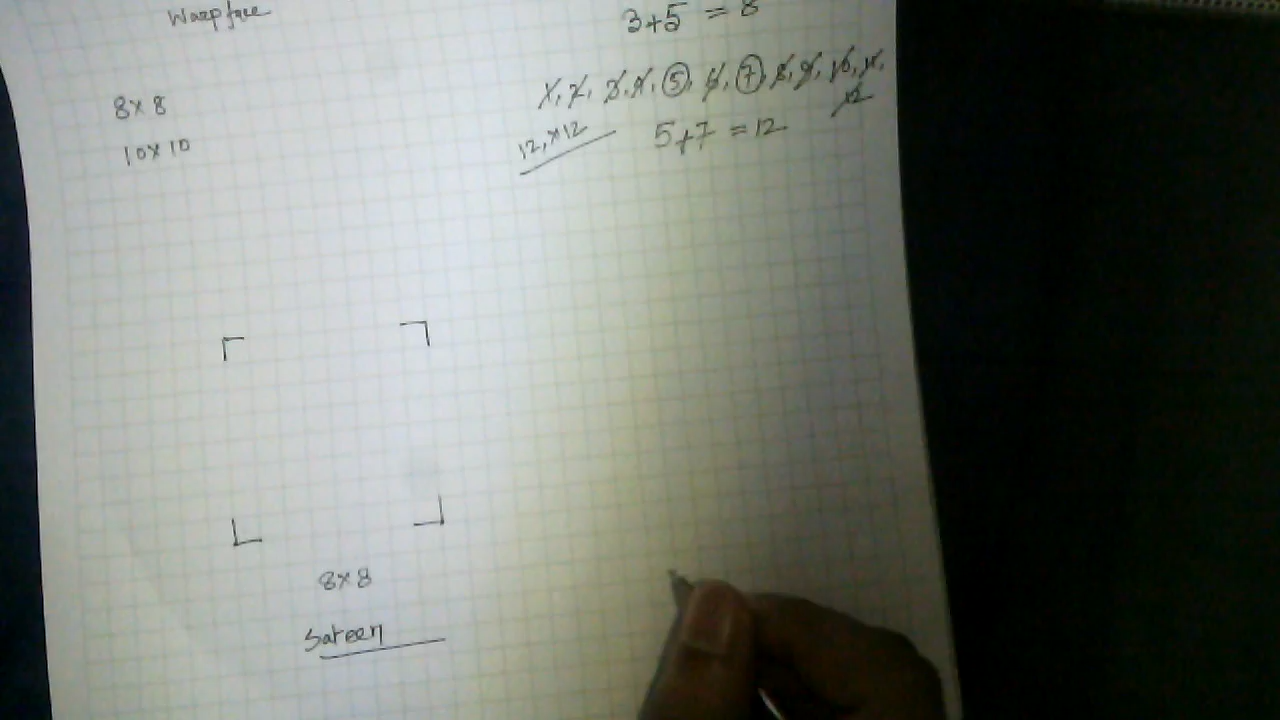 Warp face
3+5 = 8
8×8
1, 2, 3, 4, 5, 6, 7, 8, 9, 10, 11,
12
10×10
12,×12
5+7 = 12
8×8
Sateen